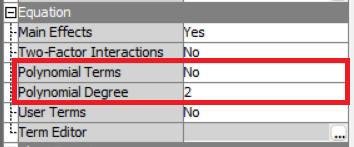 Equation
Main Effects Yes
Two-Factor Interactions No
Polynomial Terms No
Polynomial Degree 2
User Terms No
Term Editor ...